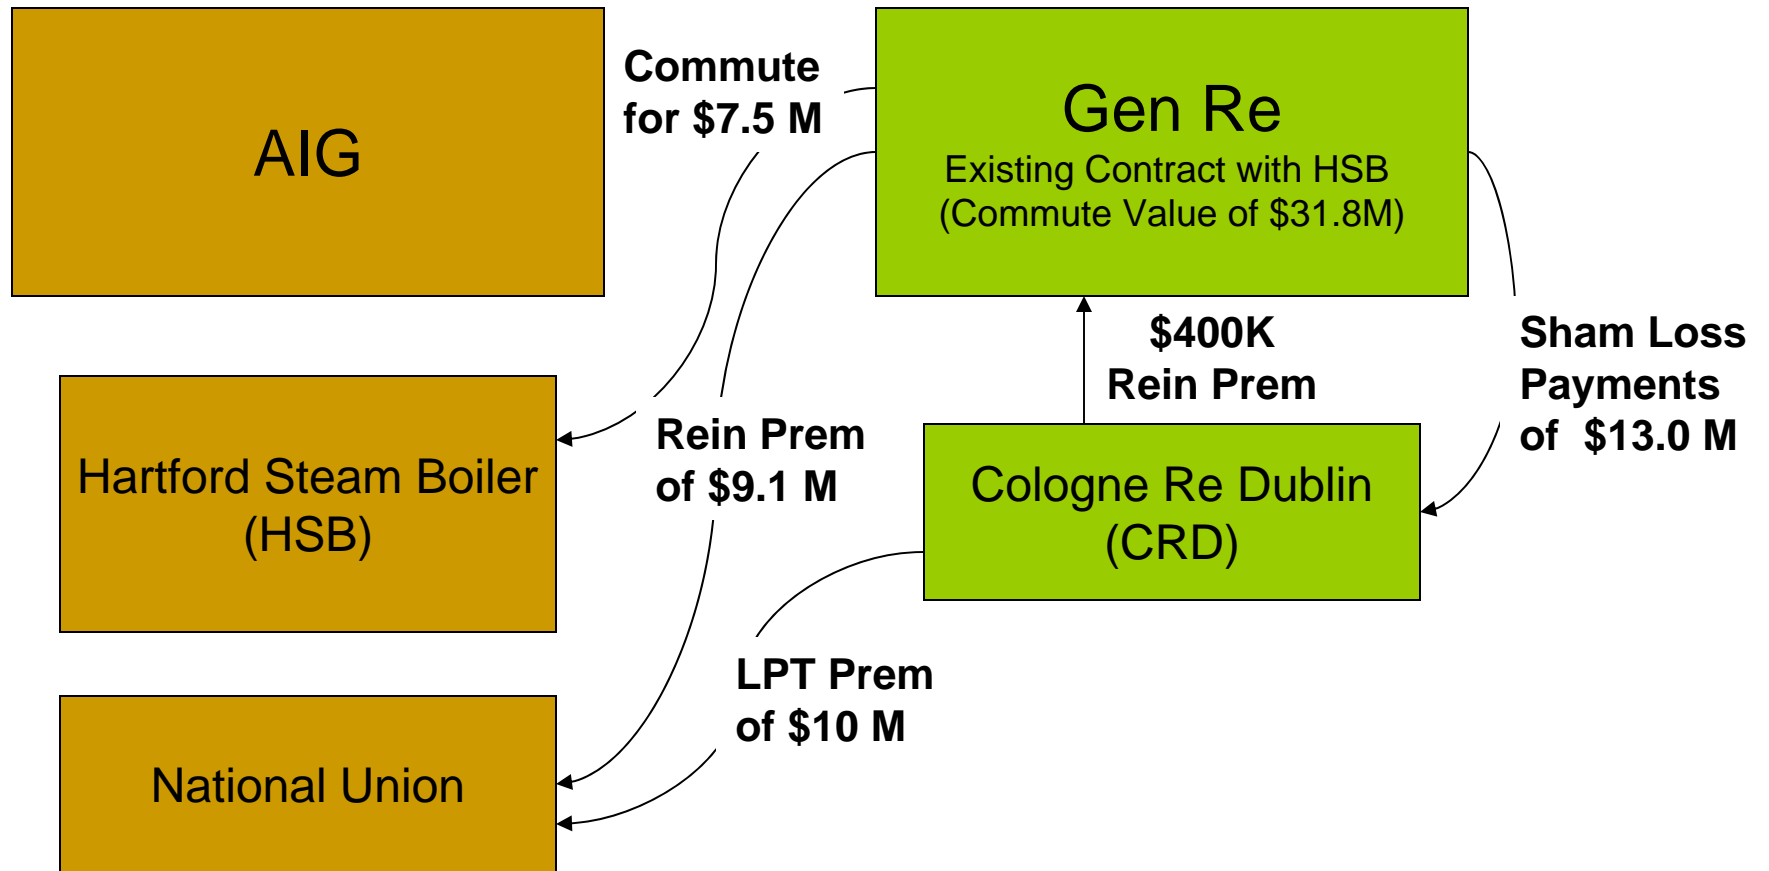 AIG
Commute
for $7.5 M
Gen Re
Existing Contract with HSB
(Commute Value of $31.8M)
$400K
Rein Prem
Sham Loss
Payments
of $13.0 M
Hartford Steam Boiler
(HSB)
Rein Prem
of $9.1 M
Cologne Re Dublin
(CRD)
LPT Prem
of $10 M
National Union